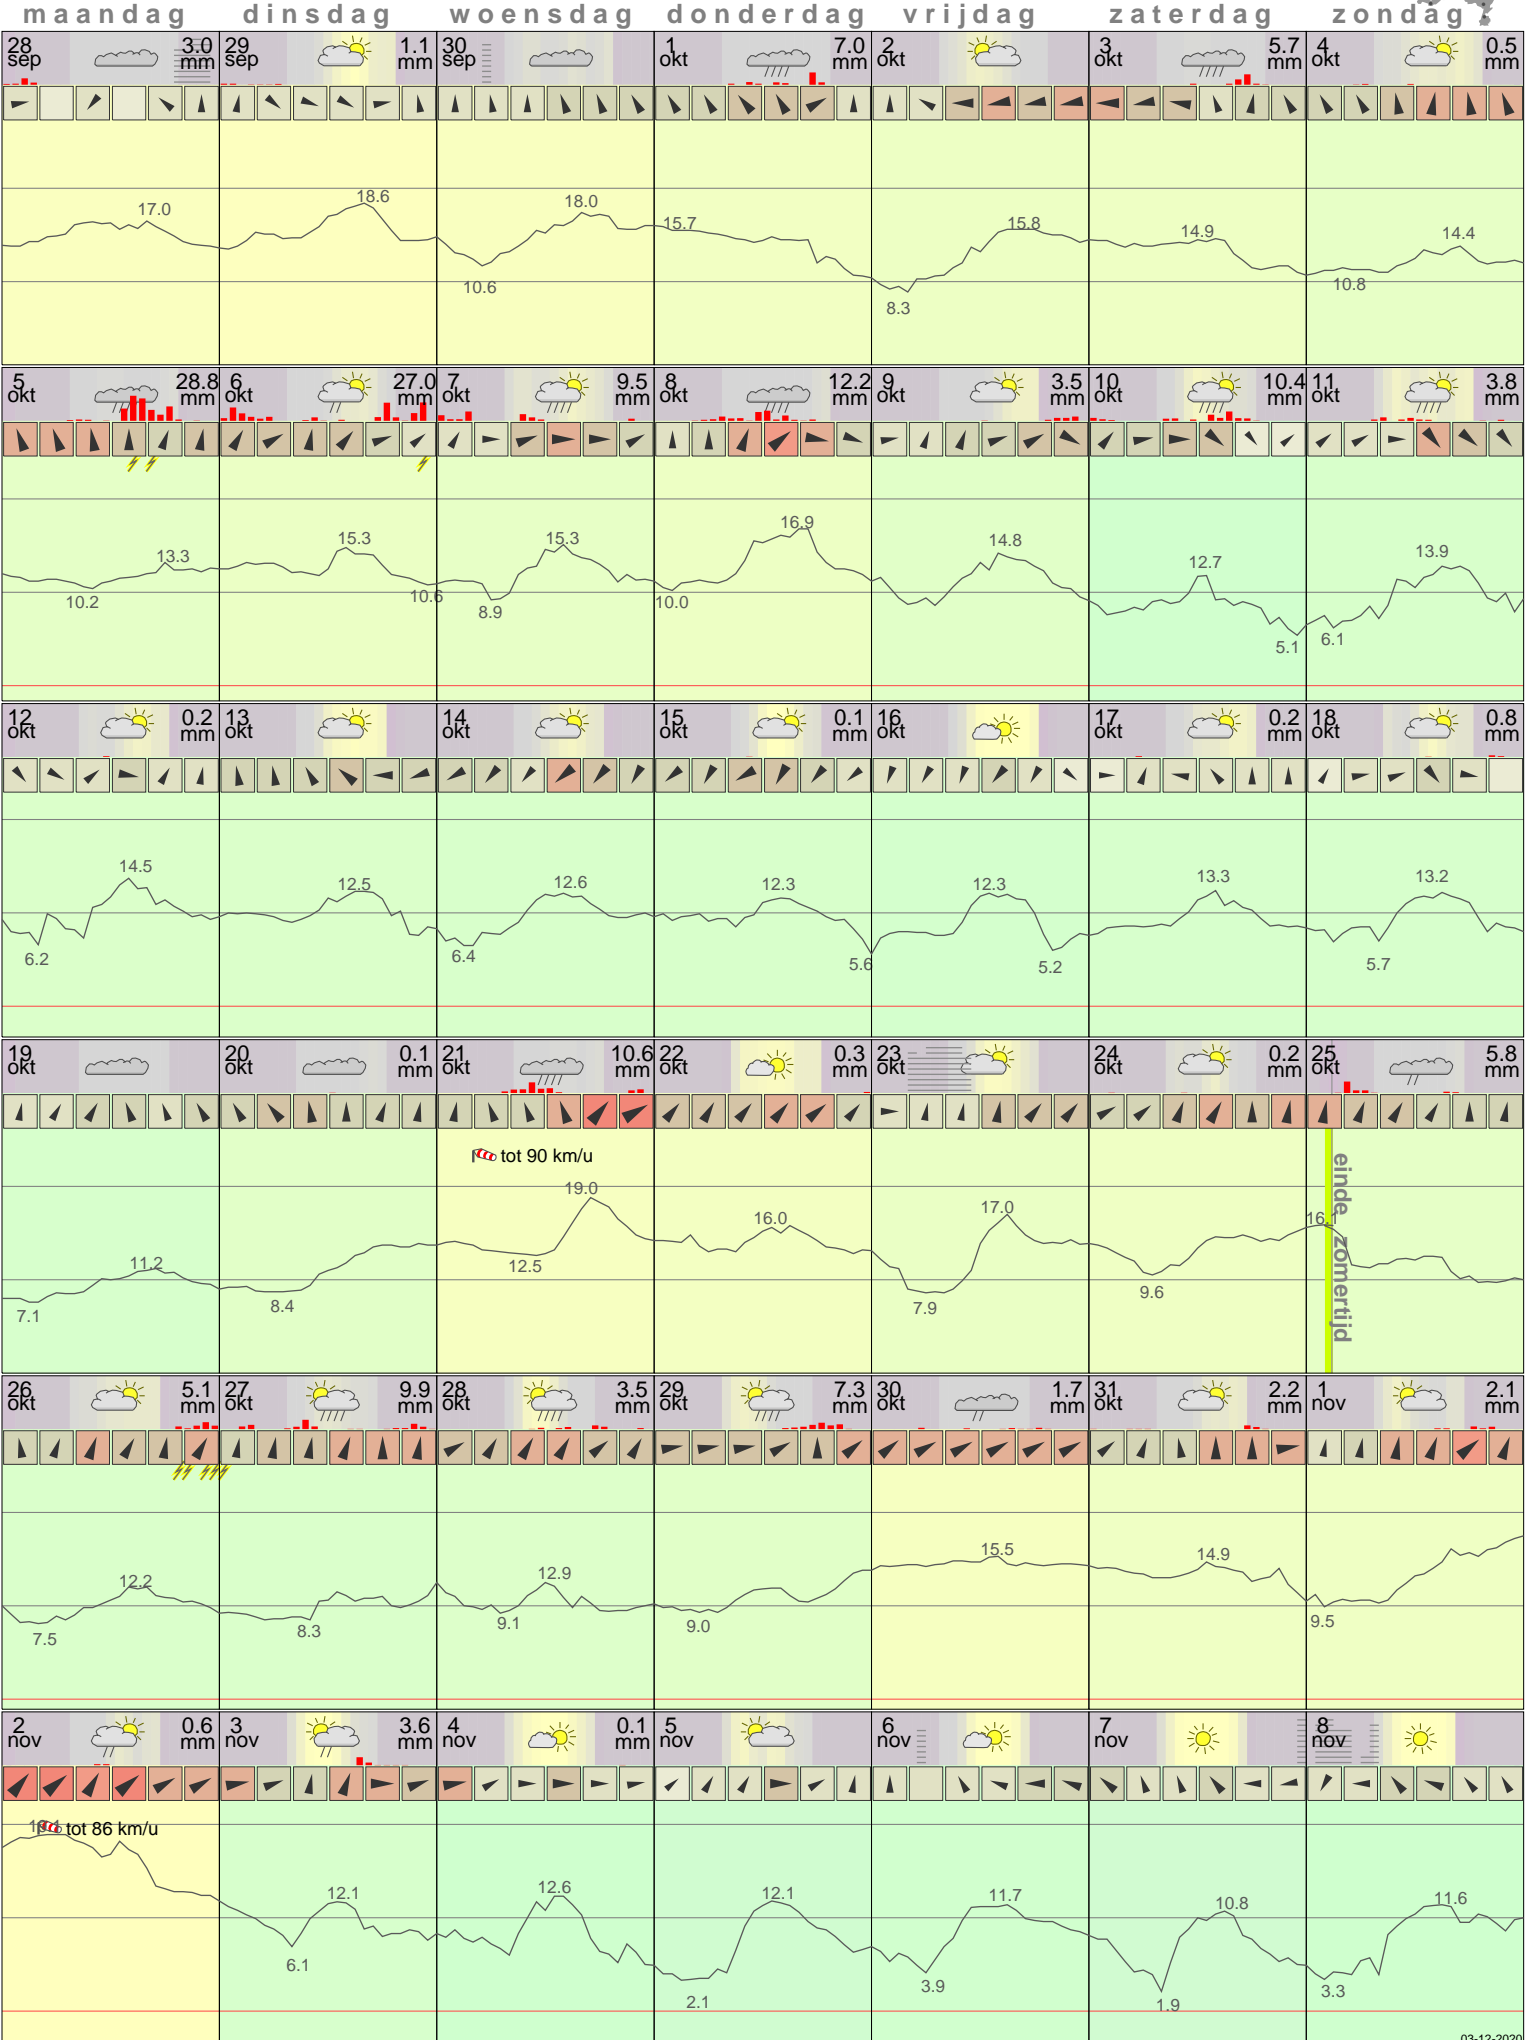 maandag dinsdag woensdag donderdag vrijdag zaterdag zondag
28 3.0 29 1.1 30 1 7.0 2 3 5.7 4 0.5
sep mm sep mm sep okt mm okt okt mm okt mm
17.0 18.6 10.6 18.0 15.7 8.3 15.8 14.9 10.8 14.4
5 28.8 6 27.0 7 9.5 8 12.2 9 3.5 10 10.4 11 3.8
okt mm okt mm okt mm okt mm okt mm okt mm okt mm
10.2 13.3 15.3 10.6 8.9 15.3 10.0 16.9 14.8 12.7 5.1 6.1 13.9
12 0.2 13 14 15 0.1 16 17 0.2 18 0.8
okt mm okt okt okt mm okt okt mm okt mm
6.2 14.5 12.5 6.4 12.6 12.3 5.6 12.3 5.2 13.3 5.7 13.2
19 20 0.1 21 10.6 22 0.3 23 24 0.2 25 5.8
okt okt mm okt mm okt mm okt okt mm okt mm
tot 90 km/u
einde zomertijd
7.1 11.2 8.4 12.5 19.0 16.0 7.9 17.0 9.6 16.1
26 5.1 27 9.9 28 3.5 29 7.3 30 1.7 31 2.2 1 2.1
okt mm okt mm okt mm okt mm okt mm okt mm nov mm
7.5 12.2 8.3 9.1 12.9 9.0 15.5 14.9 9.5
2 0.6 3 3.6 4 0.1 5 6 7 8
nov mm nov mm nov mm nov nov nov nov
tot 86 km/u
6.1 12.1 12.6 2.1 12.1 3.9 11.7 1.9 10.8 3.3 11.6
03-12-2020